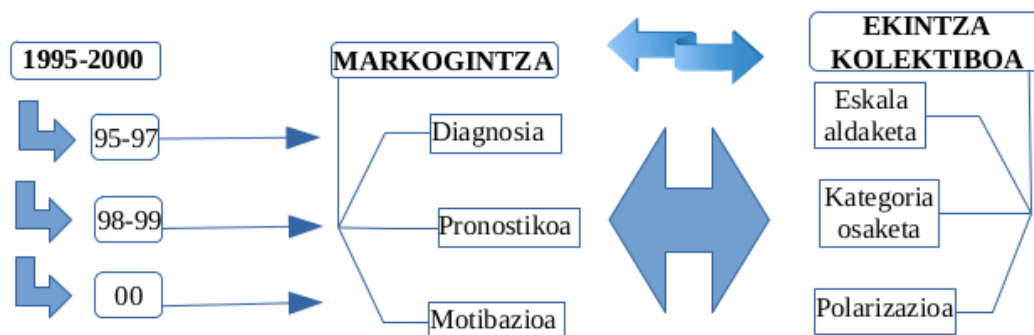 1995-2000
95-97
98-99
00
MARKOGINTZA
Diagnosia
Pronostikoa
Motibazioa
EKINTZA
KOLEKTIBOA
Eskala
aldaketa
Kategoria
osaketa
Polarizazioa